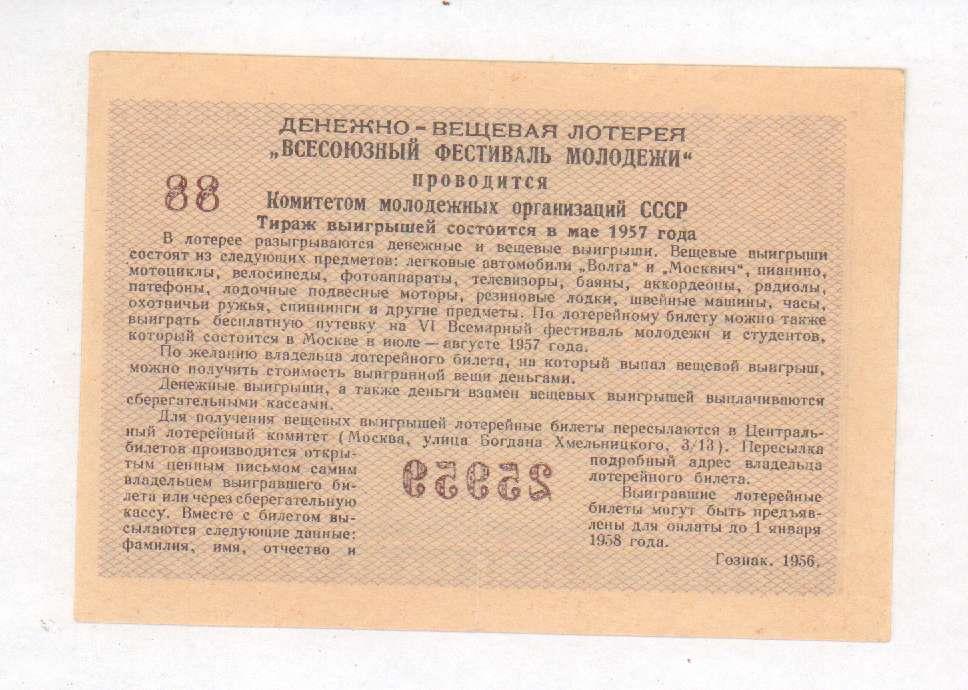 ДЕНЕЖНО-ВЕЩЕВАЯ ЛОТЕРЕЯ
„ВСЕСОЮЗНЫЙ ФЕСТИВАЛЬ МОЛОДЕЖИ“
проводится
88
Комитетом молодежных организаций СССР
Тираж выигрышей состоится в мае 1957 года
В лотерее разыгрываются денежные и вещевые выигрыши. Вещевые выигрыши
состоят из следующих предметов: легковые автомобили „Волга“ и „Москвич“, пианино,
мотоциклы, велосипеды, фотоаппараты, телевизоры, баяны, аккордеоны, радиолы,
патефоны, лодочные подвесные моторы, резиновые лодки, швейные машины, часы,
охотничьи ружья, спиннинги и другие предметы. По лотерейному билету можно также
выиграть бесплатную путевку на VI Всемирный фестиваль молодежи и студентов,
который состоится в Москве в июле — августе 1957 года.
По желанию владельца лотерейного билета, на который выпал вещевой выигрыш,
можно получить стоимость выигранной вещи деньгами.
Денежные выигрыши, а также деньги взамен вещевых выигрышей выплачиваются
сберегательными кассами.
Для получения вещевых выигрышей лотерейные билеты пересылаются в Централь-
ный лотерейный комитет (Москва, улица Богдана Хмельницкого, 3/13). Пересылка
билетов производится откры-
тым ценным письмом самим
владельцем выигравшего би-
лета или через сберегательную
кассу. Вместе с билетом вы-
сылаются следующие данные:
фамилия, имя, отчество и
25959
подробный адрес владельца
лотерейного билета.
Выигравшие лотерейные
билеты могут быть предъяв-
лены для оплаты до 1 января
1958 года.
Гознак. 1956.